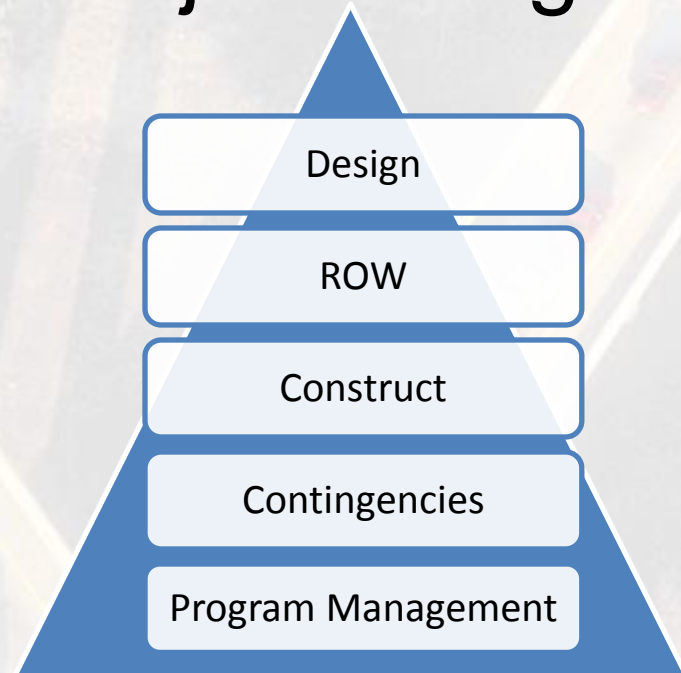 Design
ROW
Construct
Contingencies
Program Management